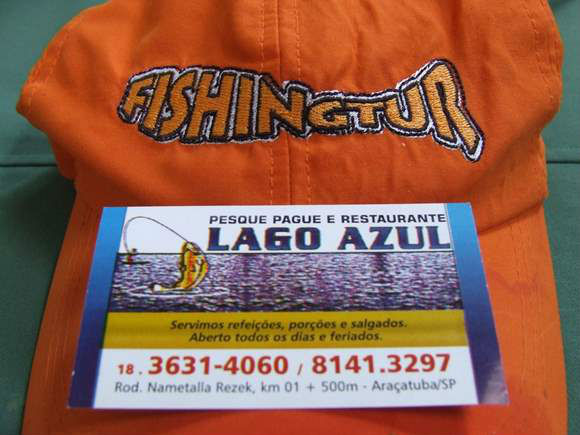 FISHINGTUR
PESQUE PAGUE E RESTAURANTE
LAGO AZUL
Servimos refeições, porções e salgados.
Aberto todos os dias e feriados.
18 . 3631-4060 / 8141.3297
Rod. Nametalla Rezek, km 01 + 500m - Araçatuba/SP